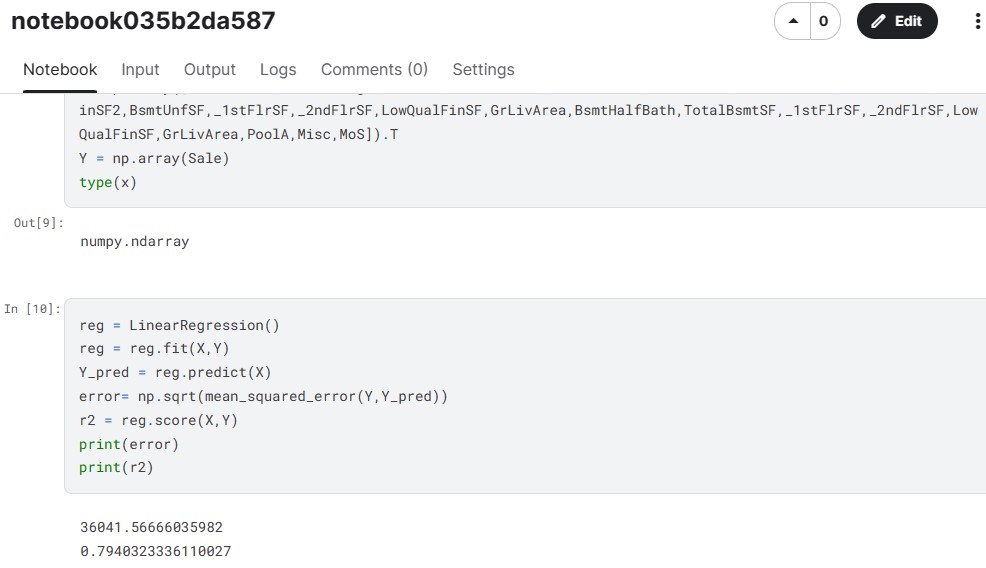 notebook035b2da587
0
Edit
Notebook Input Output Logs Comments (0) Settings
inSF2,BsmtUnfSF,_1stFlrSF,_2ndFlrSF,LowQualFinSF,GrLivArea,BsmtHalfBath,TotalBsmtSF,_1stFlrSF,_2ndFlrSF,Low
QualFinSF,GrLivArea,PoolA,Misc,MoS]).T
Y = np.array(Sale)
type(x)
Out[9]:
numpy.ndarray
In [10]:
reg = LinearRegression()
reg = reg.fit(X,Y)
Y_pred = reg.predict(X)
error= np.sqrt(mean_squared_error(Y,Y_pred))
r2 = reg.score(X,Y)
print(error)
print(r2)
36041.56666035982
0.7940323336110027